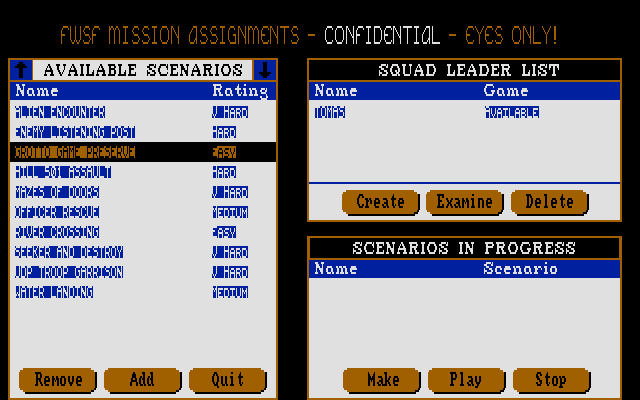 FWSF MISSION ASSIGNMENTS - CONFIDENTIAL - EYES ONLY!
AVAILABLE SCENARIOS
Name Rating
ALIEN ENCOUNTER V HARD
ENEMY LISTENING POST HARD
GROTTO GAME PRESERVE EASY
HILL 501 ASSAULT HARD
MAZES OF DOORS V HARD
OFFICER RESCUE MEDIUM
RIVER CROSSING EASY
SEEKER AND DESTROY V HARD
UDP TROOP GARRISON V HARD
WATER LANDING MEDIUM
Remove Add Quit
SQUAD LEADER LIST
Name Game
TOMAS AVAILABLE
Create Examine Delete
SCENARIOS IN PROGRESS
Name Scenario
Make Play Stop